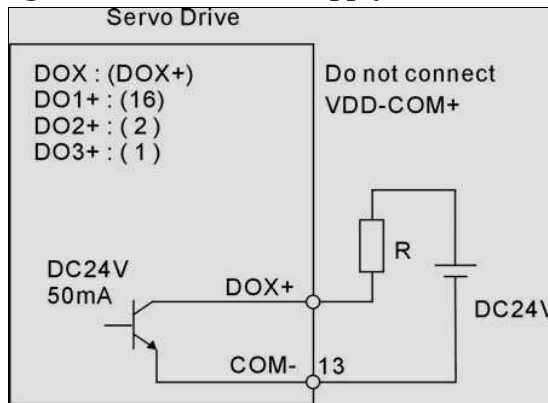 Servo Drive
DOX : (DOX+)
DO1+ : (16)
DO2+ : ( 2 )
DO3+ : ( 1 )
Do not connect
VDD-COM+
R
DC24V
50mA
DOX+
DC24V
COM- 13